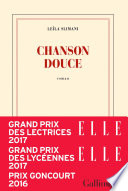 LEÏLA SLIMANI
CHANSON
DOUCE
roman
GRAND PRIX
DES LECTRICES
2017
ELLE
GRAND PRIX
DES LYCÉENNES
2017
ELLE
PRIX GONCOURT
2016
Gallimard